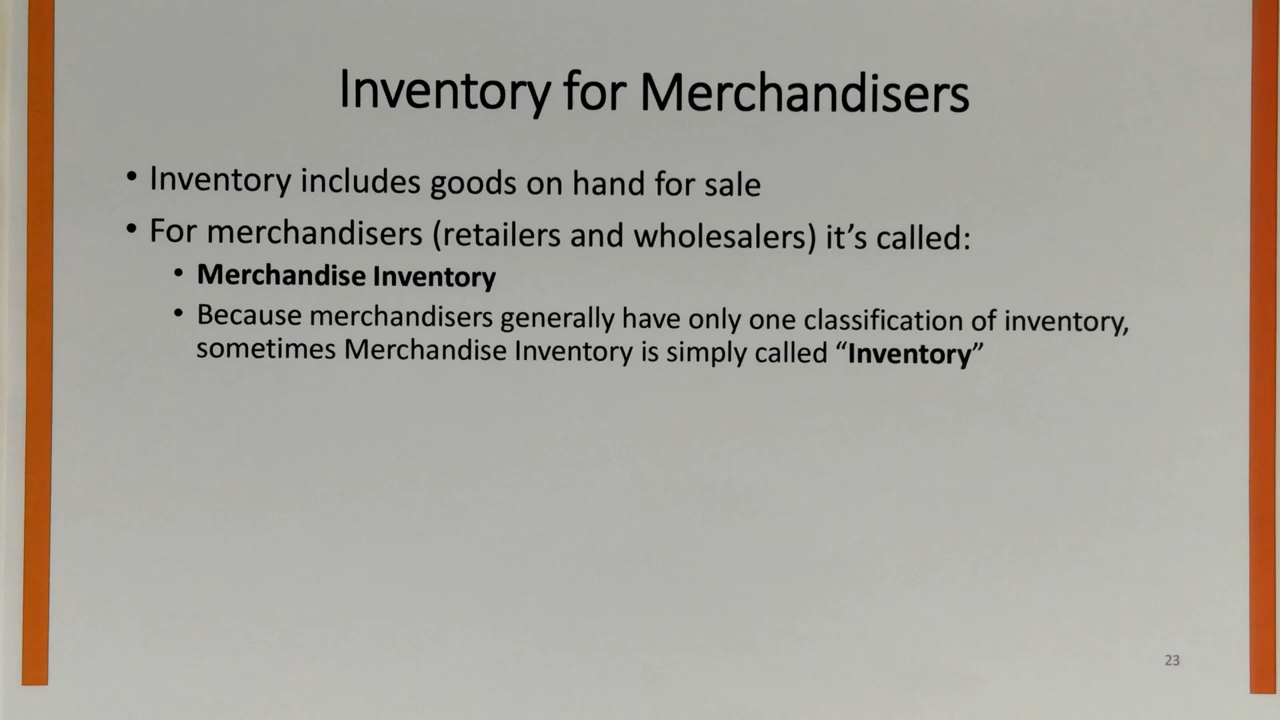 Inventory for Merchandisers
• Inventory includes goods on hand for sale
• For merchandisers (retailers and wholesalers) it’s called:
• Merchandise Inventory
• Because merchandisers generally have only one classification of inventory,
sometimes Merchandise Inventory is simply called “Inventory”
23